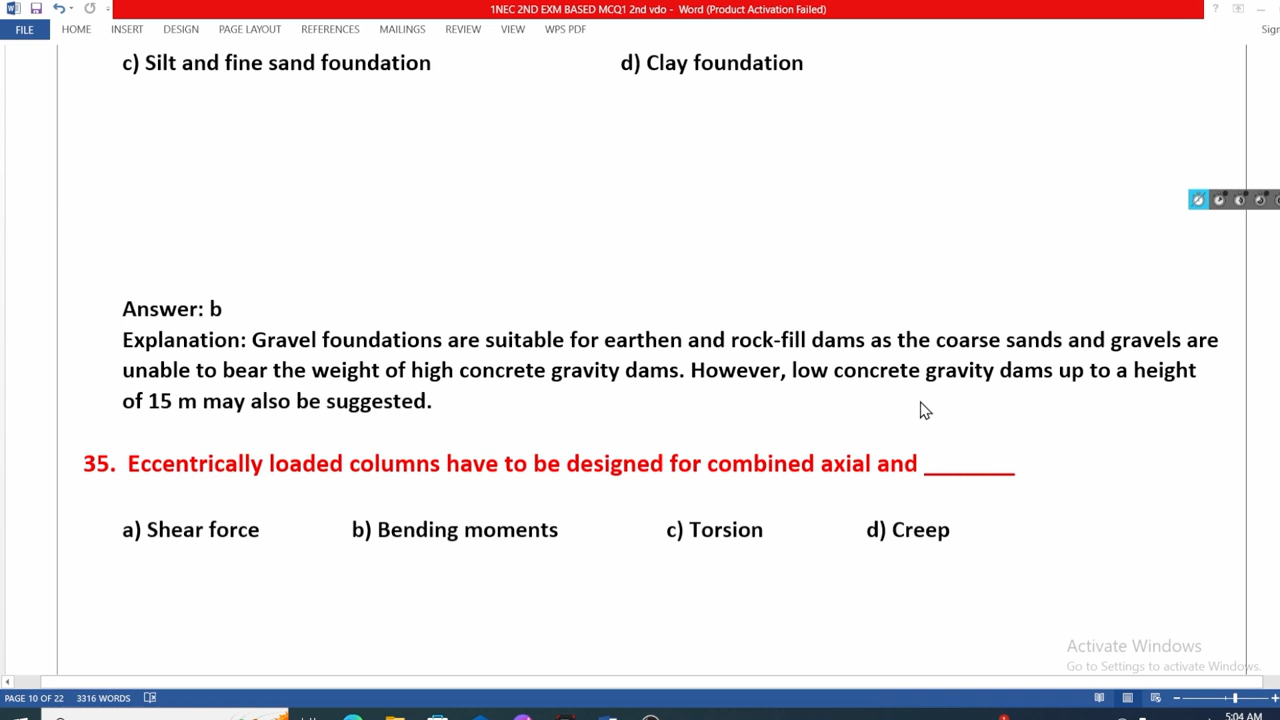 1NEC 2ND EXM BASED MCQ1 2nd vdo - Word (Product Activation Failed)
FILE HOME INSERT DESIGN PAGE LAYOUT REFERENCES MAILINGS REVIEW VIEW WPS PDF
c) Silt and fine sand foundation d) Clay foundation
Answer: b
Explanation: Gravel foundations are suitable for earthen and rock-fill dams as the coarse sands and gravels are
unable to bear the weight of high concrete gravity dams. However, low concrete gravity dams up to a height
of 15 m may also be suggested.
35. Eccentrically loaded columns have to be designed for combined axial and ________
a) Shear force b) Bending moments c) Torsion d) Creep
Activate Windows
Go to Settings to activate Windows.
PAGE 10 OF 22 3316 WORDS
5:04 AM